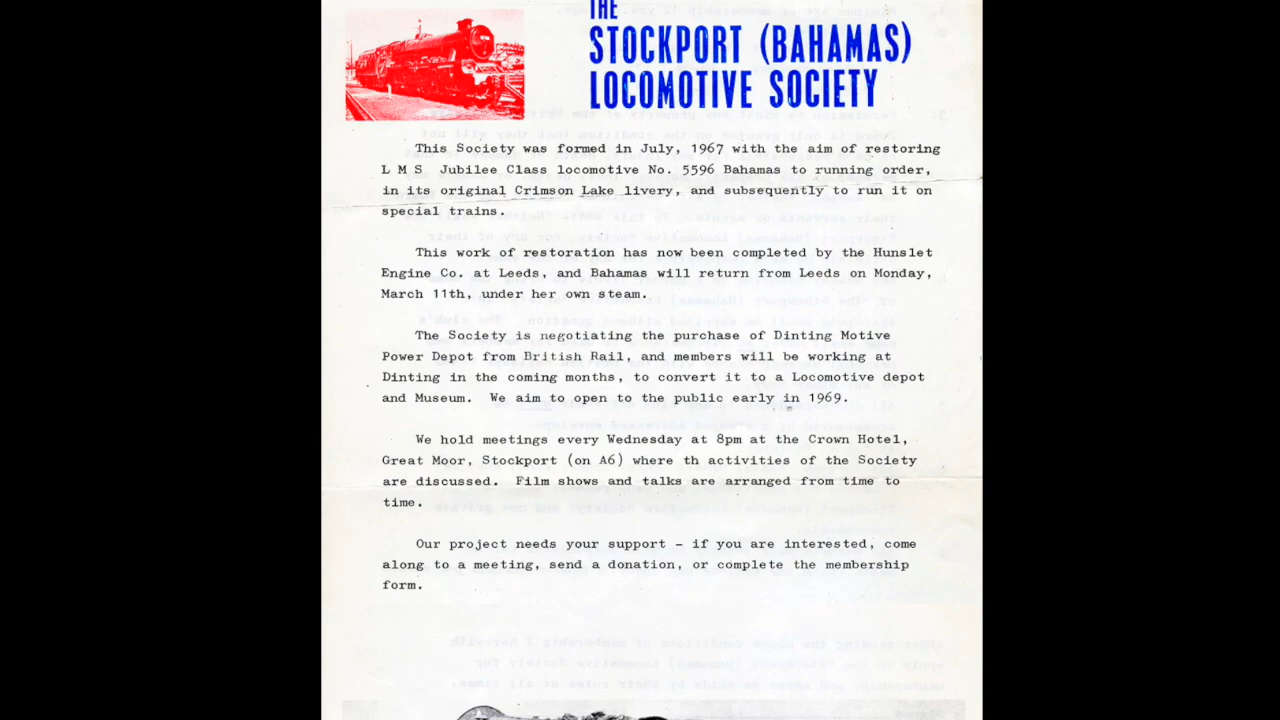 THE
STOCKPORT (BAHAMAS)
LOCOMOTIVE SOCIETY
This Society was formed in July, 1967 with the aim of restoring
L M S Jubilee Class locomotive No. 5596 Bahamas to running order,
in its original Crimson Lake livery, and subsequently to run it on
special trains.
This work of restoration has now been completed by the Hunslet
Engine Co. at Leeds, and Bahamas will return from Leeds on Monday,
March 11th, under her own steam.
The Society is negotiating the purchase of Dinting Motive
Power Depot from British Rail, and members will be working at
Dinting in the coming months, to convert it to a Locomotive depot
and Museum. We aim to open to the public early in 1969.
We hold meetings every Wednesday at 8pm at the Crown Hotel,
Great Moor, Stockport (on A6) where th activities of the Society
are discussed. Film shows and talks are arranged from time to
time.
Our project needs your support - if you are interested, come
along to a meeting, send a donation, or complete the membership
form.